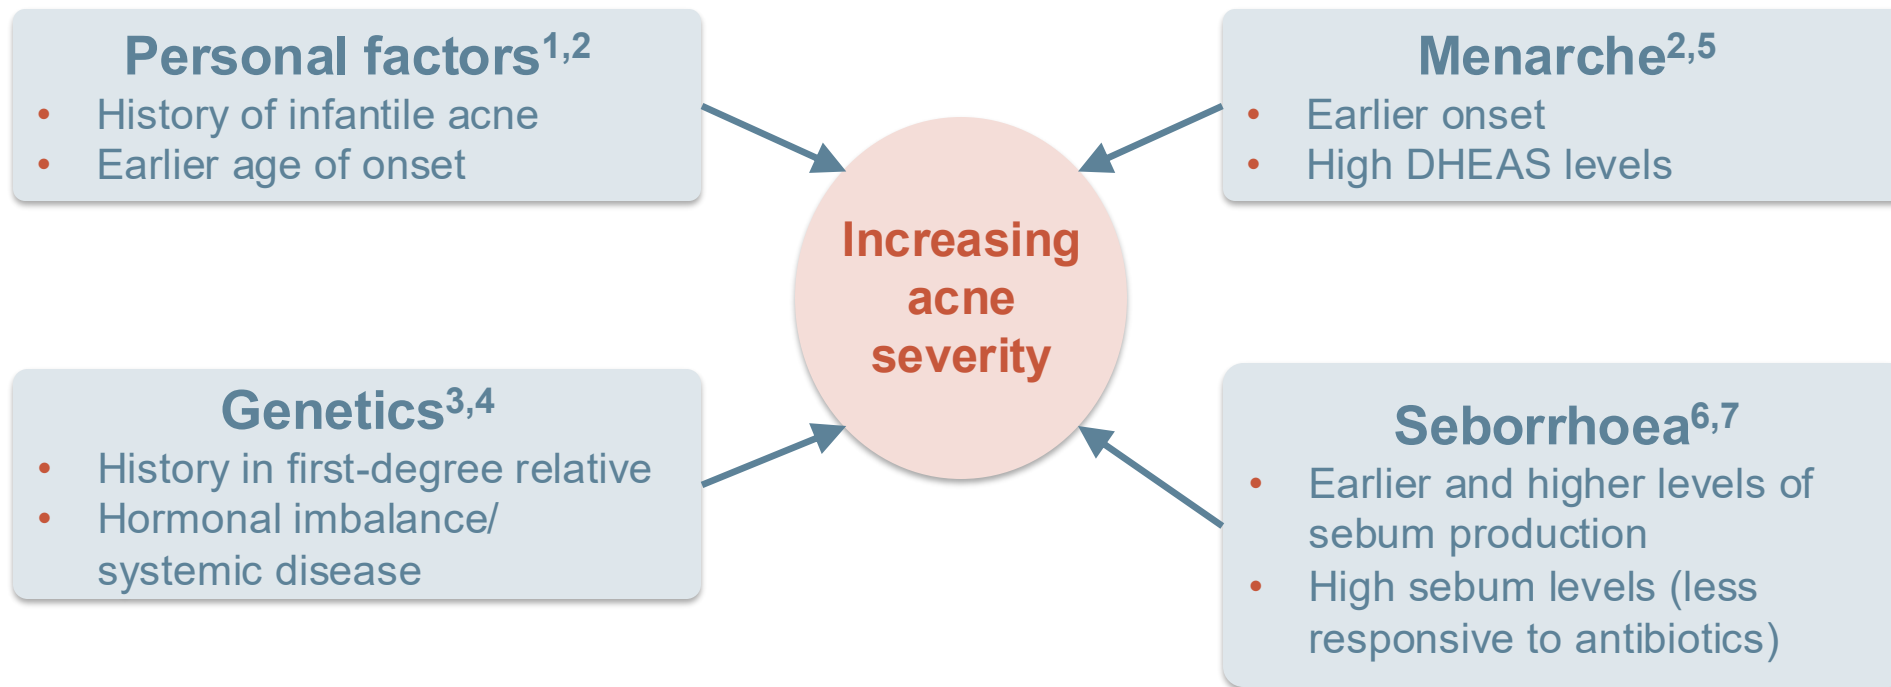 Personal factors1,2
• History of infantile acne
• Earlier age of onset
Menarche2,5
• Earlier onset
• High DHEAS levels
Increasing
acne
severity
Genetics3,4
• History in first-degree relative
• Hormonal imbalance/
systemic disease
Seborrhoea6,7
• Earlier and higher levels of
sebum production
• High sebum levels (less
responsive to antibiotics)